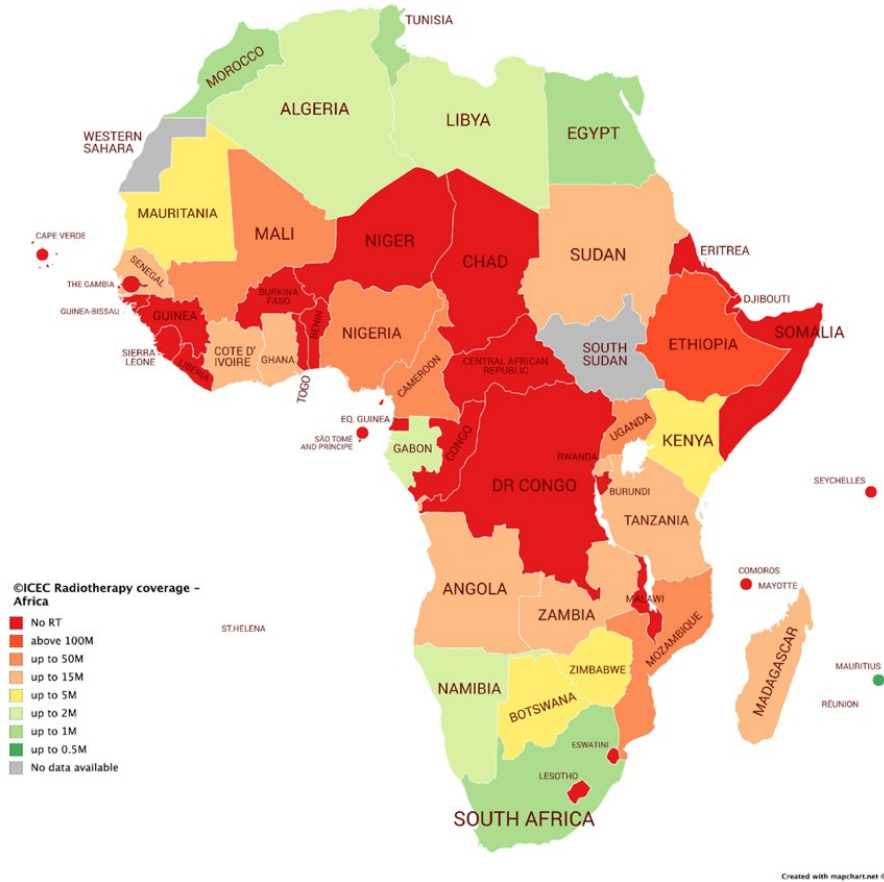 TUNISIA
MOROCCO
ALGERIA
LIBYA
EGYPT
WESTERN
SAHARA
MAURITANIA
MALI
NIGER
CHAD
SUDAN
ERITREA
CAPE VERDE
SENEGAL
THE GAMBIA
GUINEA-BISSAU
GUINEA
BURKINA
FASO
BENIN
NIGERIA
DJIBOUTI
SOMALIA
ETHIOPIA
SOUTH
SUDAN
SIERRA
LEONE
LIBERIA
COTE D'
IVOIRE
GHANA
TOGO
CAMEROON
CENTRAL AFRICAN
REPUBLIC
EQ. GUINEA
SÃO TOMÉ
AND PRÍNCIPE
GABON
CONGO
DR CONGO
UGANDA
KENYA
RWANDA
BURUNDI
TANZANIA
SEYCHELLES
COMOROS
MAYOTTE
ANGOLA
ZAMBIA
MALAWI
MOZAMBIQUE
MADAGASCAR
MAURITIUS
RÉUNION
ST.HELENA
NAMIBIA
BOTSWANA
ZIMBABWE
ESWATINI
LESOTHO
SOUTH AFRICA
©ICEC Radiotherapy coverage –
Africa
No RT
above 100M
up to 50M
up to 15M
up to 5M
up to 2M
up to 1M
up to 0.5M
No data available
Created with mapchart.net ©